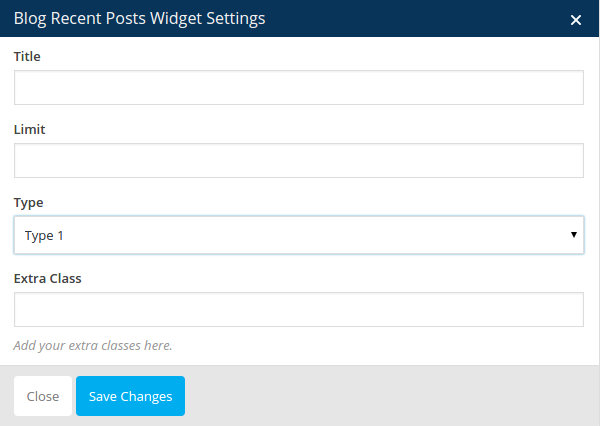 Blog Recent Posts Widget Settings
Title
Limit
Type
Type 1
Extra Class
Add your extra classes here.
Close Save Changes